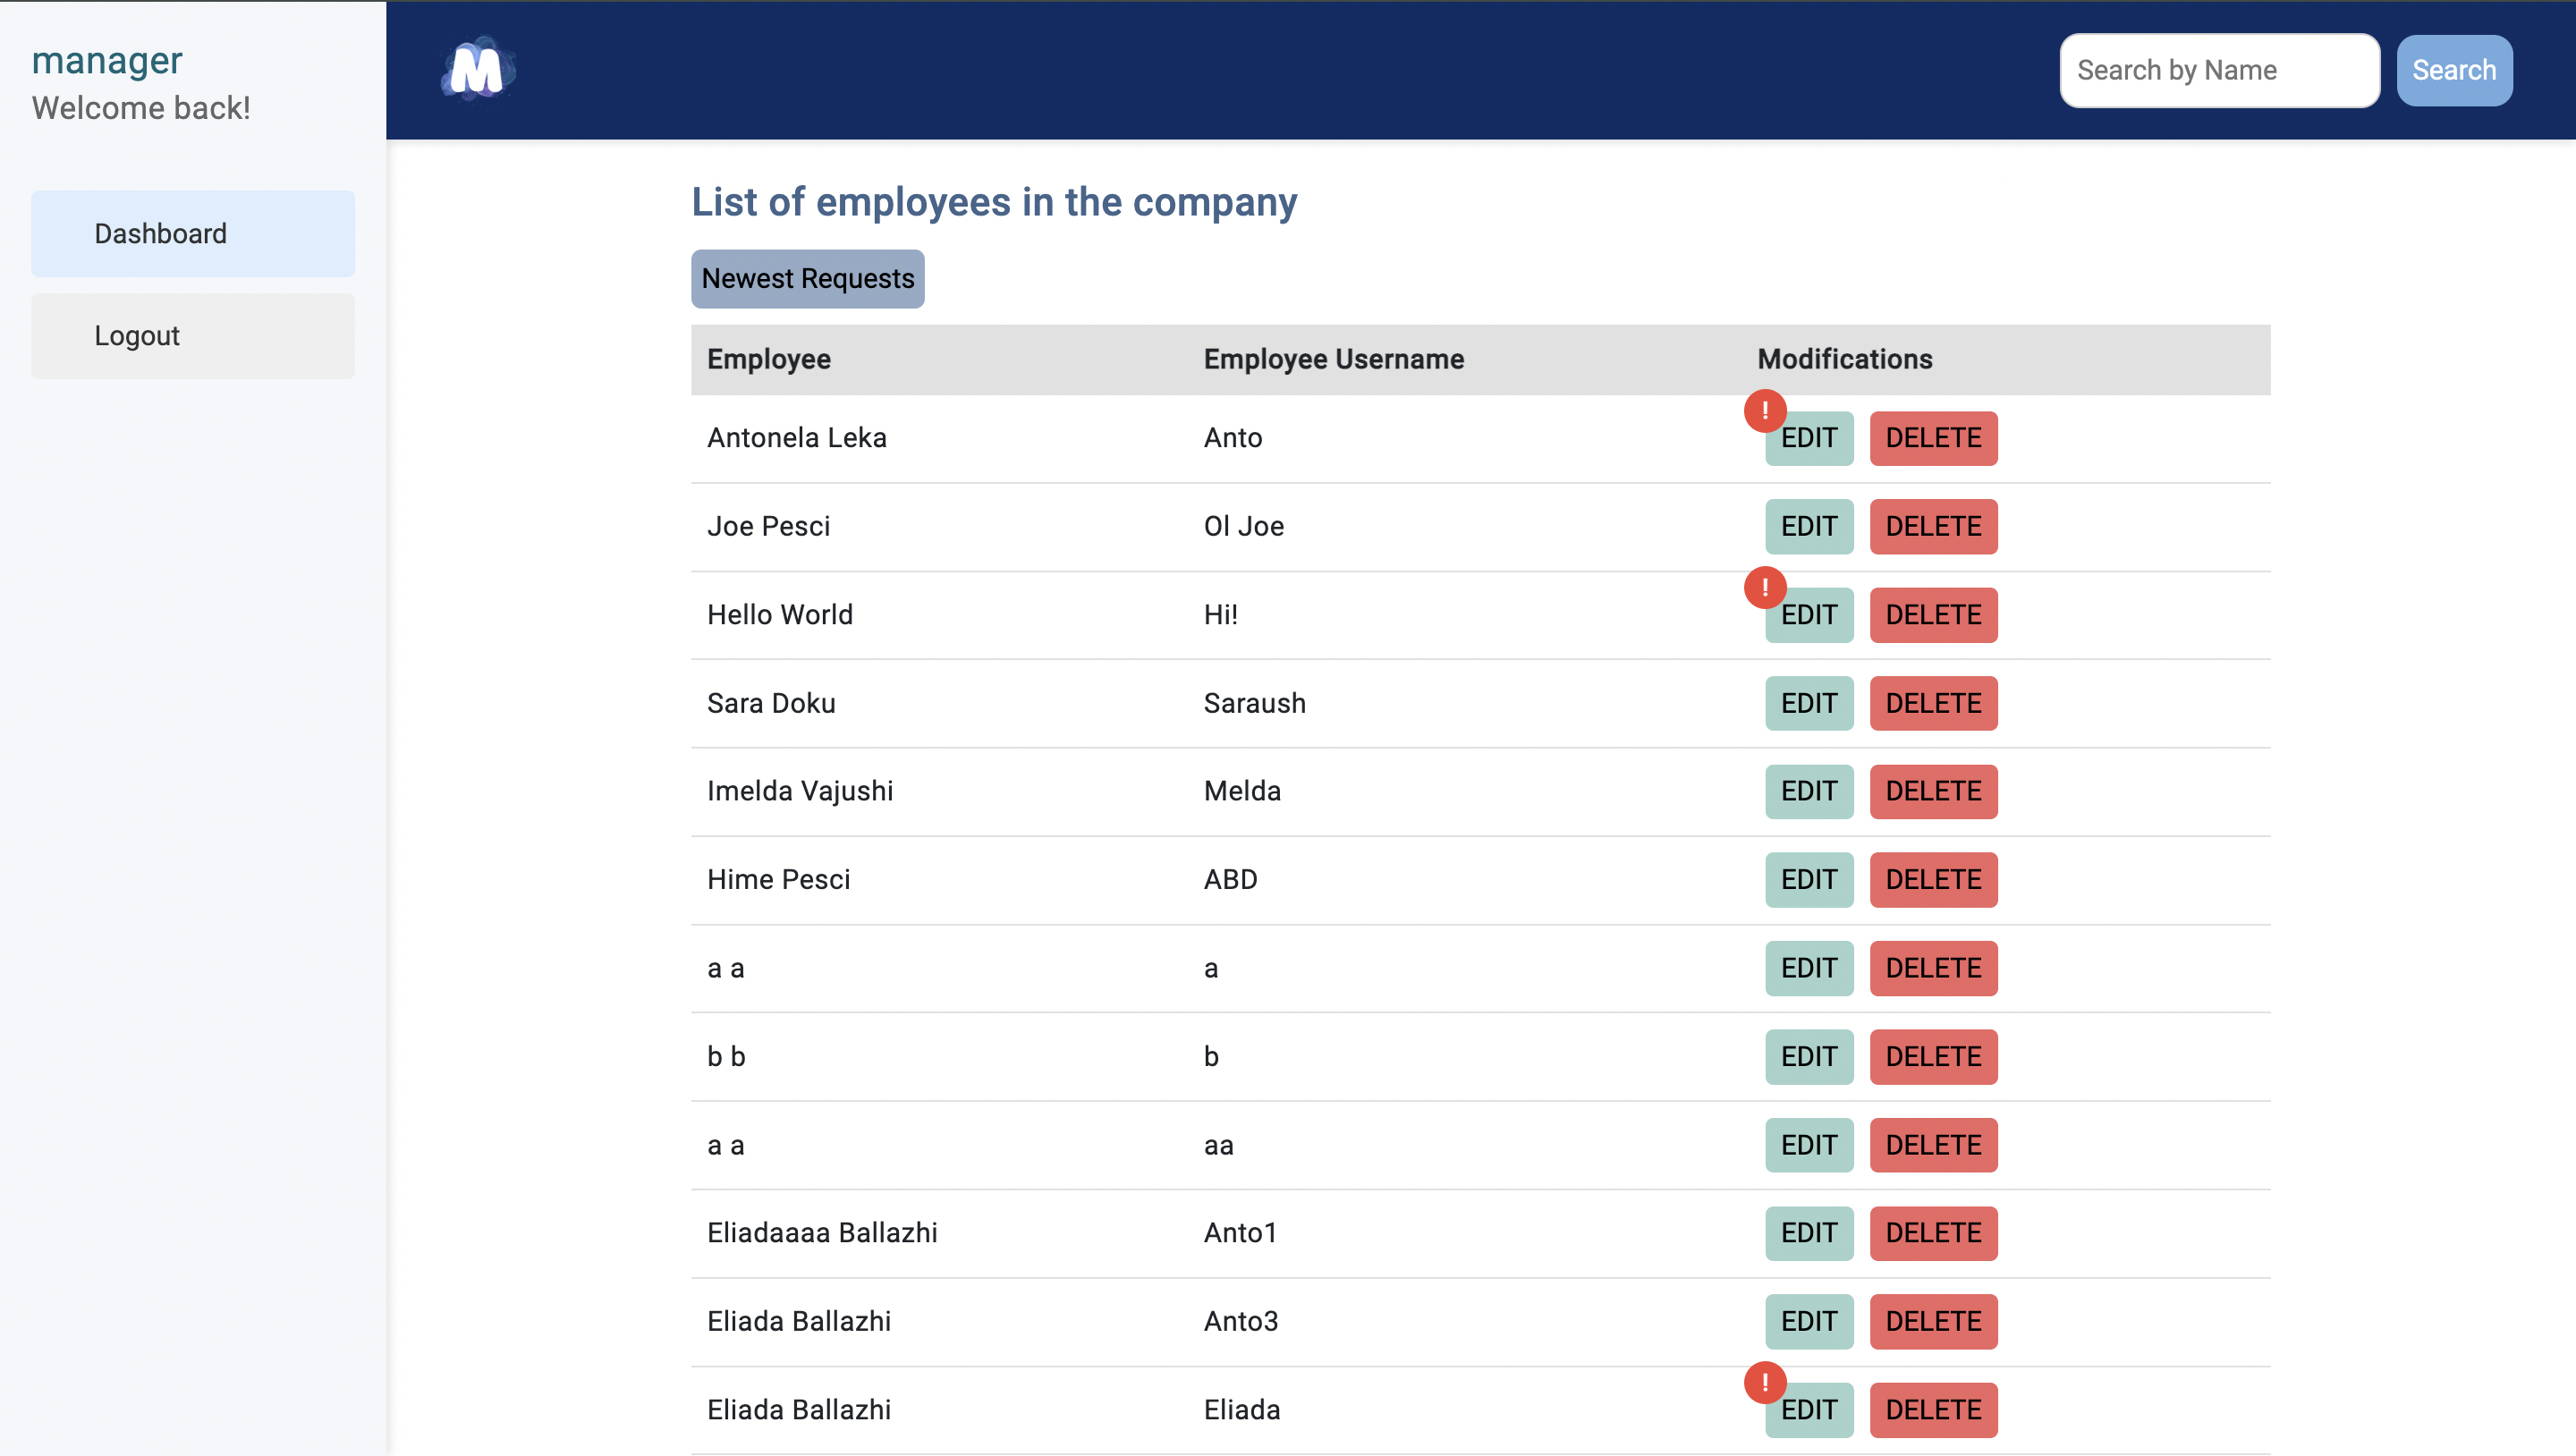 manager
Welcome back!
Dashboard
Logout
M
Search by Name Search
List of employees in the company
Newest Requests
Employee Employee Username Modifications
Antonela Leka Anto ! EDIT DELETE
Joe Pesci Ol Joe EDIT DELETE
Hello World Hi! ! EDIT DELETE
Sara Doku Saraush EDIT DELETE
Imelda Vajushi Melda EDIT DELETE
Hime Pesci ABD EDIT DELETE
a a a EDIT DELETE
b b b EDIT DELETE
a a aa EDIT DELETE
Eliadaaaa Ballazhi Anto1 EDIT DELETE
Eliada Ballazhi Anto3 EDIT DELETE
Eliada Ballazhi Eliada ! EDIT DELETE